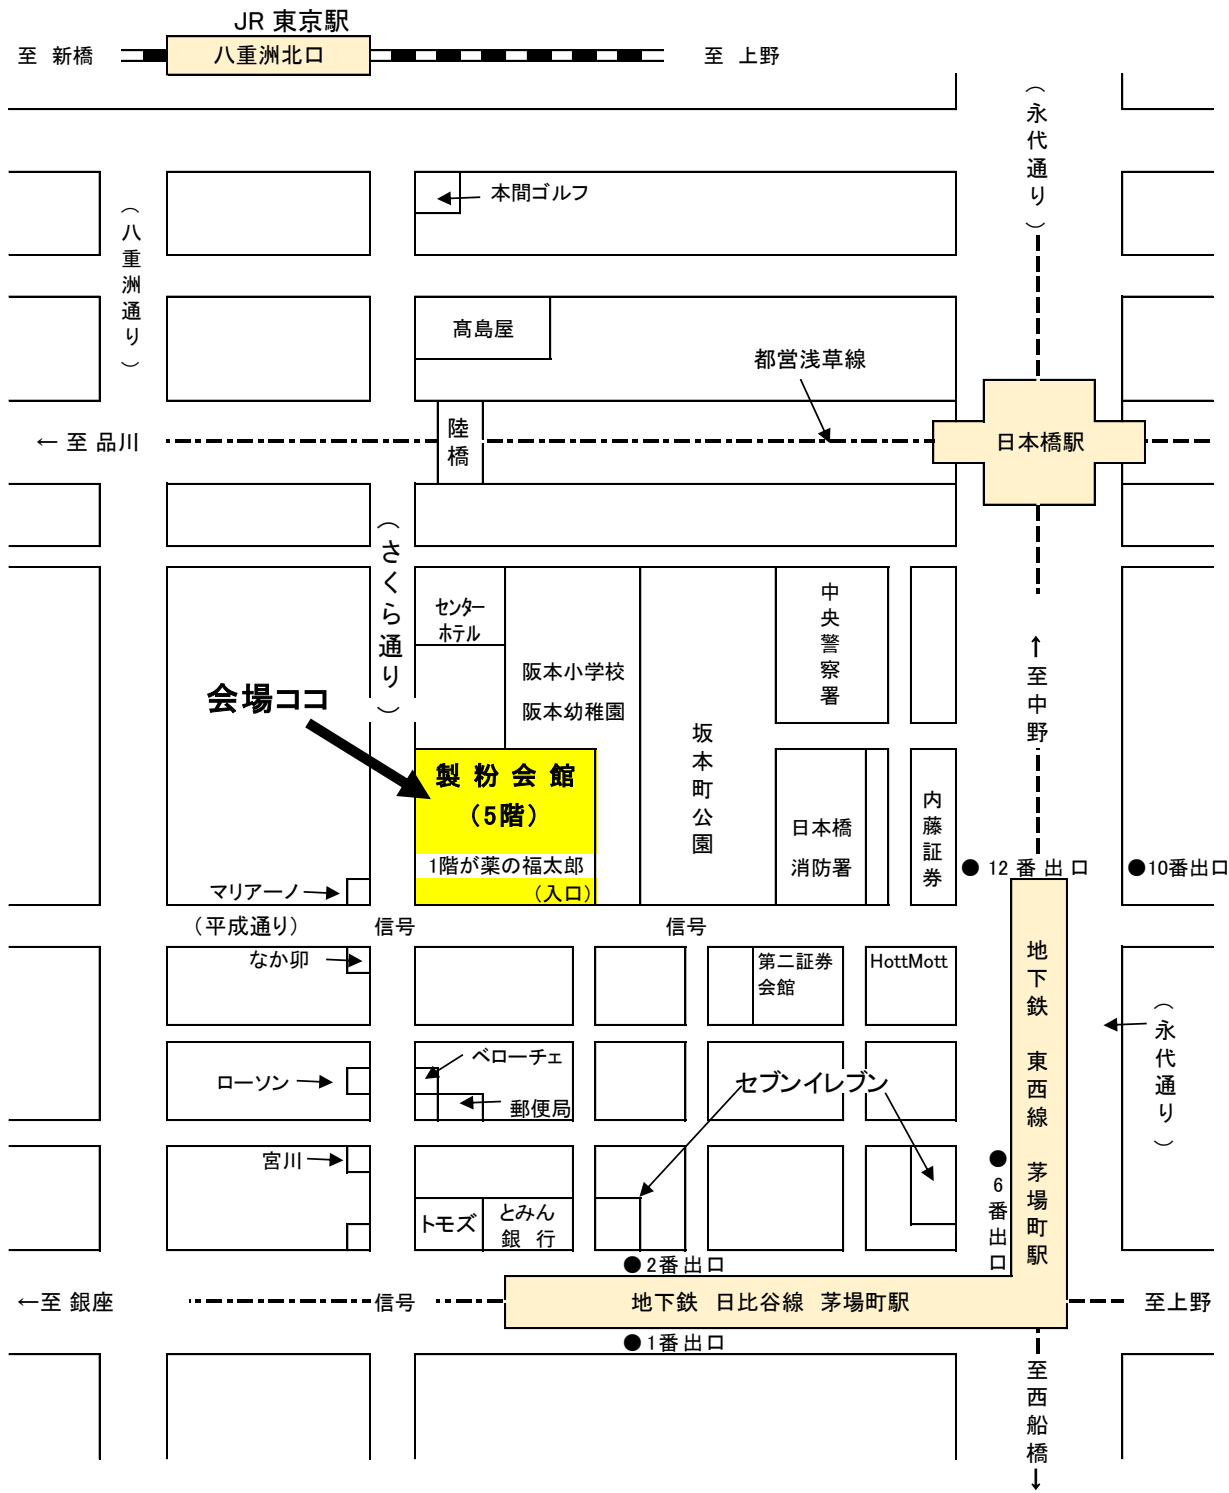 JR 東京駅
至 新橋
八重洲北口
至 上野
（永代通り）
本間ゴルフ
（八重洲通り）
髙島屋
都営浅草線
← 至 品川
陸橋
日本橋駅
（さくら通り）
センター
ホテル
阪本小学校
阪本幼稚園
中央警察署
↑至中野
会場ココ
坂本町公園
製 粉 会 館
（5階）
1階が薬の福太郎
（入口）
日本橋
消防署
内藤証券
●12番出口
●10番出口
マリアーノ
（平成通り）
信号
信号
なか卯
第二証券
会館
HottMott
地下鉄 東西線 茅場町駅
（永代通り）
ベローチェ
ローソン
セブンイレブン
郵便局
宮川
●6番出口
トモズ
とみん
銀 行
●2番出口
←至 銀座
信号
地下鉄 日比谷線 茅場町駅
至上野
●1番出口
至西船橋↓